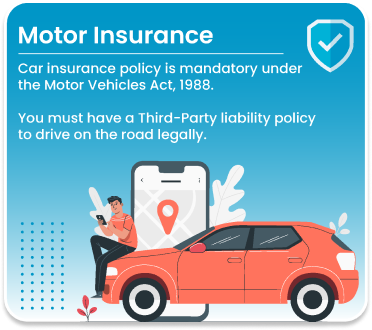 Motor Insurance
Car insurance policy is mandatory under
the Motor Vehicles Act, 1988.
You must have a Third-Party liability policy
to drive on the road legally.